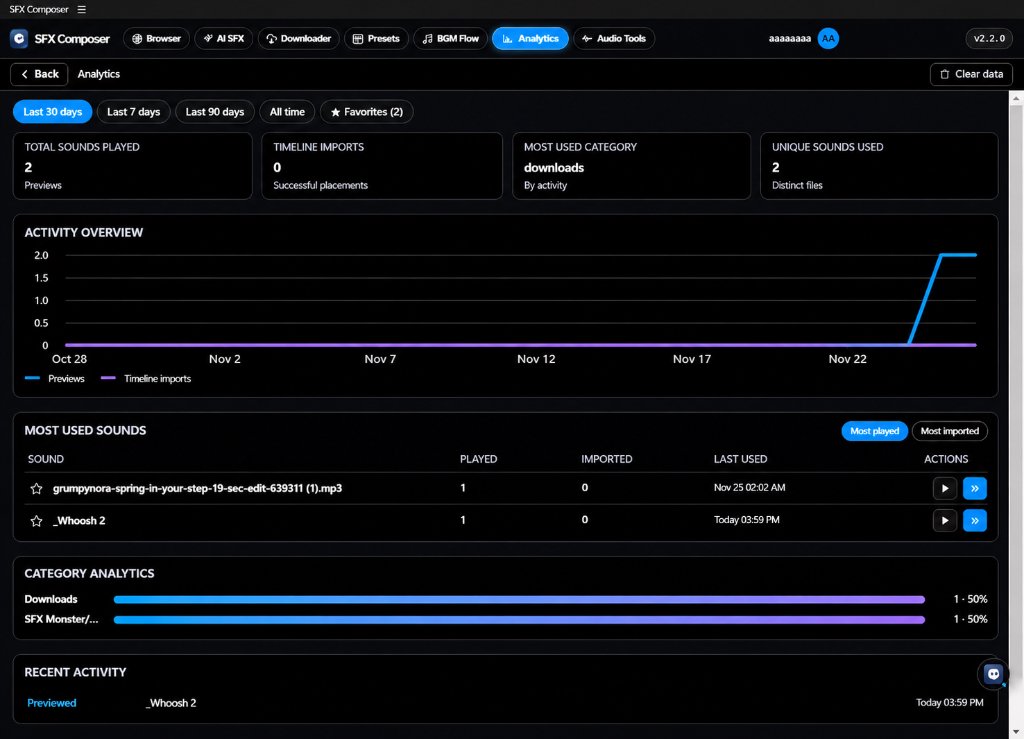 SFX Composer
SFX Composer Browser AI SFX Downloader Presets BGM Flow Analytics Audio Tools aaaaaaaa AA v2.2.0
Back Analytics Clear data
Last 30 days Last 7 days Last 90 days All time Favorites (2)
TOTAL SOUNDS PLAYED TIMELINE IMPORTS MOST USED CATEGORY UNIQUE SOUNDS USED
2 0 downloads 2
Previews Successful placements By activity Distinct files
ACTIVITY OVERVIEW
2.0
1.5
1.0
0.5
0
Oct 28 Nov 2 Nov 7 Nov 12 Nov 17 Nov 22
Previews Timeline imports
MOST USED SOUNDS Most played Most imported
SOUND PLAYED IMPORTED LAST USED ACTIONS
grumpynora-spring-in-your-step-19-sec-edit-639311 (1).mp3 1 0 Nov 25 02:02 AM
_Whoosh 2 1 0 Today 03:59 PM
CATEGORY ANALYTICS
Downloads 1 · 50%
SFX Monster/... 1 · 50%
RECENT ACTIVITY
Previewed _Whoosh 2 Today 03:59 PM